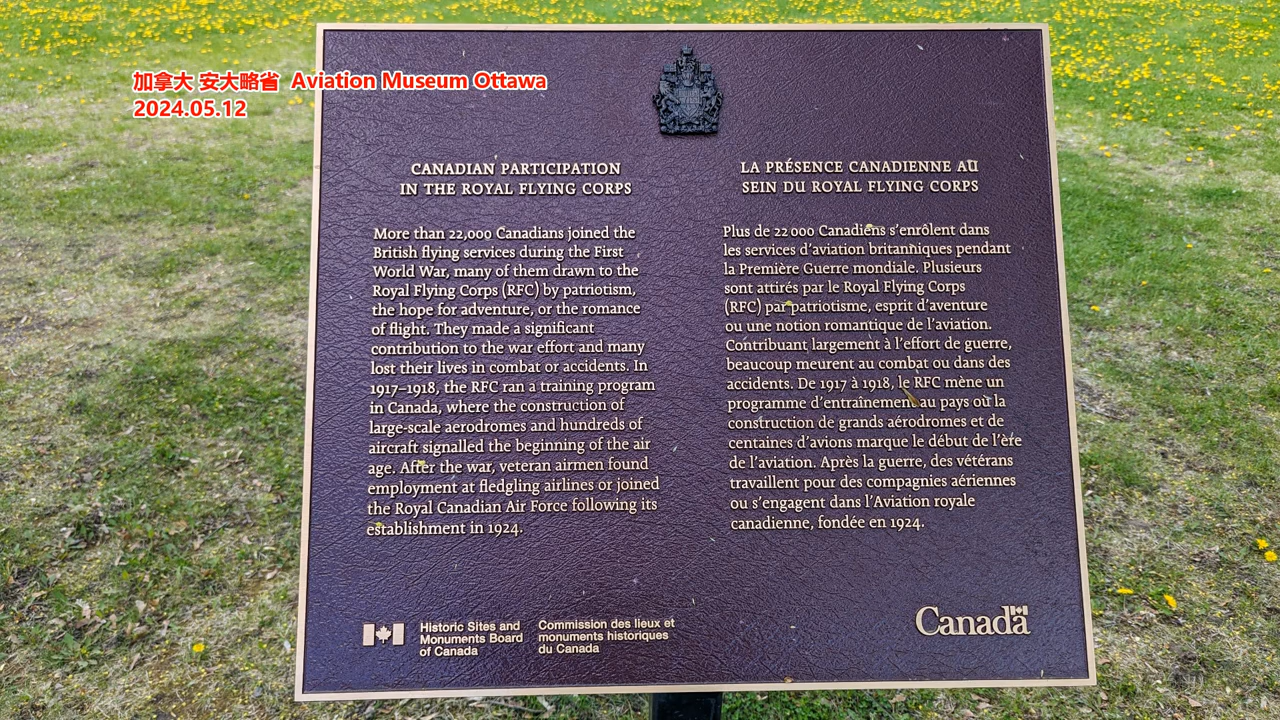 加拿大 安大略省 Aviation Museum Ottawa
2024.05.12
CANADIAN PARTICIPATION
IN THE ROYAL FLYING CORPS
More than 22,000 Canadians joined the
British flying services during the First
World War, many of them drawn to the
Royal Flying Corps (RFC) by patriotism,
the hope for adventure, or the romance
of flight. They made a significant
contribution to the war effort and many
lost their lives in combat or accidents. In
1917–1918, the RFC ran a training program
in Canada, where the construction of
large-scale aerodromes and hundreds of
aircraft signalled the beginning of the air
age. After the war, veteran airmen found
employment at fledgling airlines or joined
the Royal Canadian Air Force following its
establishment in 1924.
LA PRÉSENCE CANADIENNE AU
SEIN DU ROYAL FLYING CORPS
Plus de 22 000 Canadiens s'enrôlent dans
les services d'aviation britanniques pendant
la Première Guerre mondiale. Plusieurs
sont attirés par le Royal Flying Corps
(RFC) par patriotisme, esprit d'aventure
ou une notion romantique de l'aviation.
Contribuant largement à l'effort de guerre,
beaucoup meurent au combat ou dans des
accidents. De 1917 à 1918, le RFC mène un
programme d'entraînement au pays où la
construction de grands aérodromes et de
centaines d'avions marque le début de l'ère
de l'aviation. Après la guerre, des vétérans
travaillent pour des compagnies aériennes
ou s'engagent dans l'Aviation royale
canadienne, fondée en 1924.
Historic Sites and
Monuments Board
of Canada
Commission des lieux et
monuments historiques
du Canada
Canada